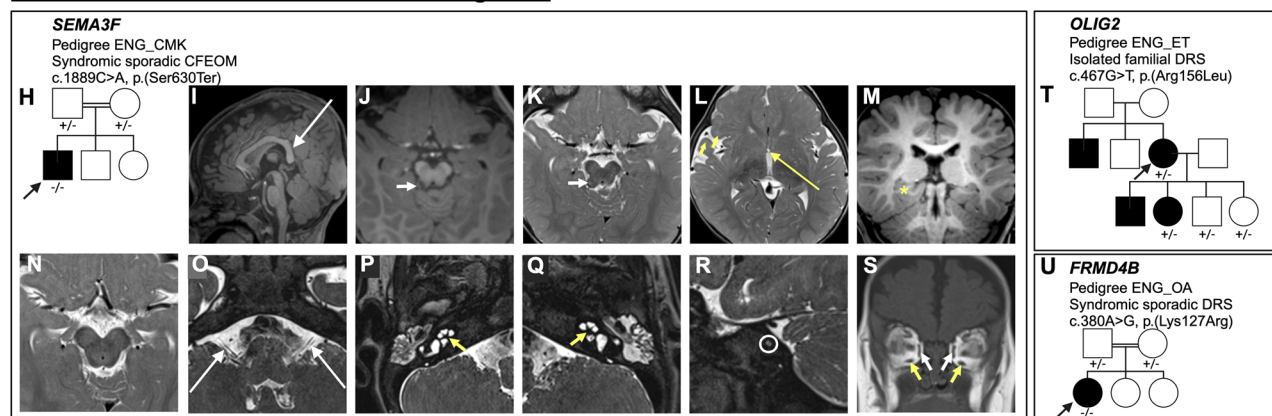 SEMA3F
Pedigree ENG_CMK
Syndromic sporadic CFEOM
c.1889C>A, p.(Ser630Ter)
H
+/-
+/-
-/-
I
J
K
L
M
*
N
O
P
Q
R
S
OLIG2
Pedigree ENG_ET
Isolated familial DRS
c.467G>T, p.(Arg156Leu)
T
+/-
+/-
+/-
+/-
U
FRMD4B
Pedigree ENG_OA
Syndromic sporadic DRS
c.380A>G, p.(Lys127Arg)
+/-
+/-
-/-